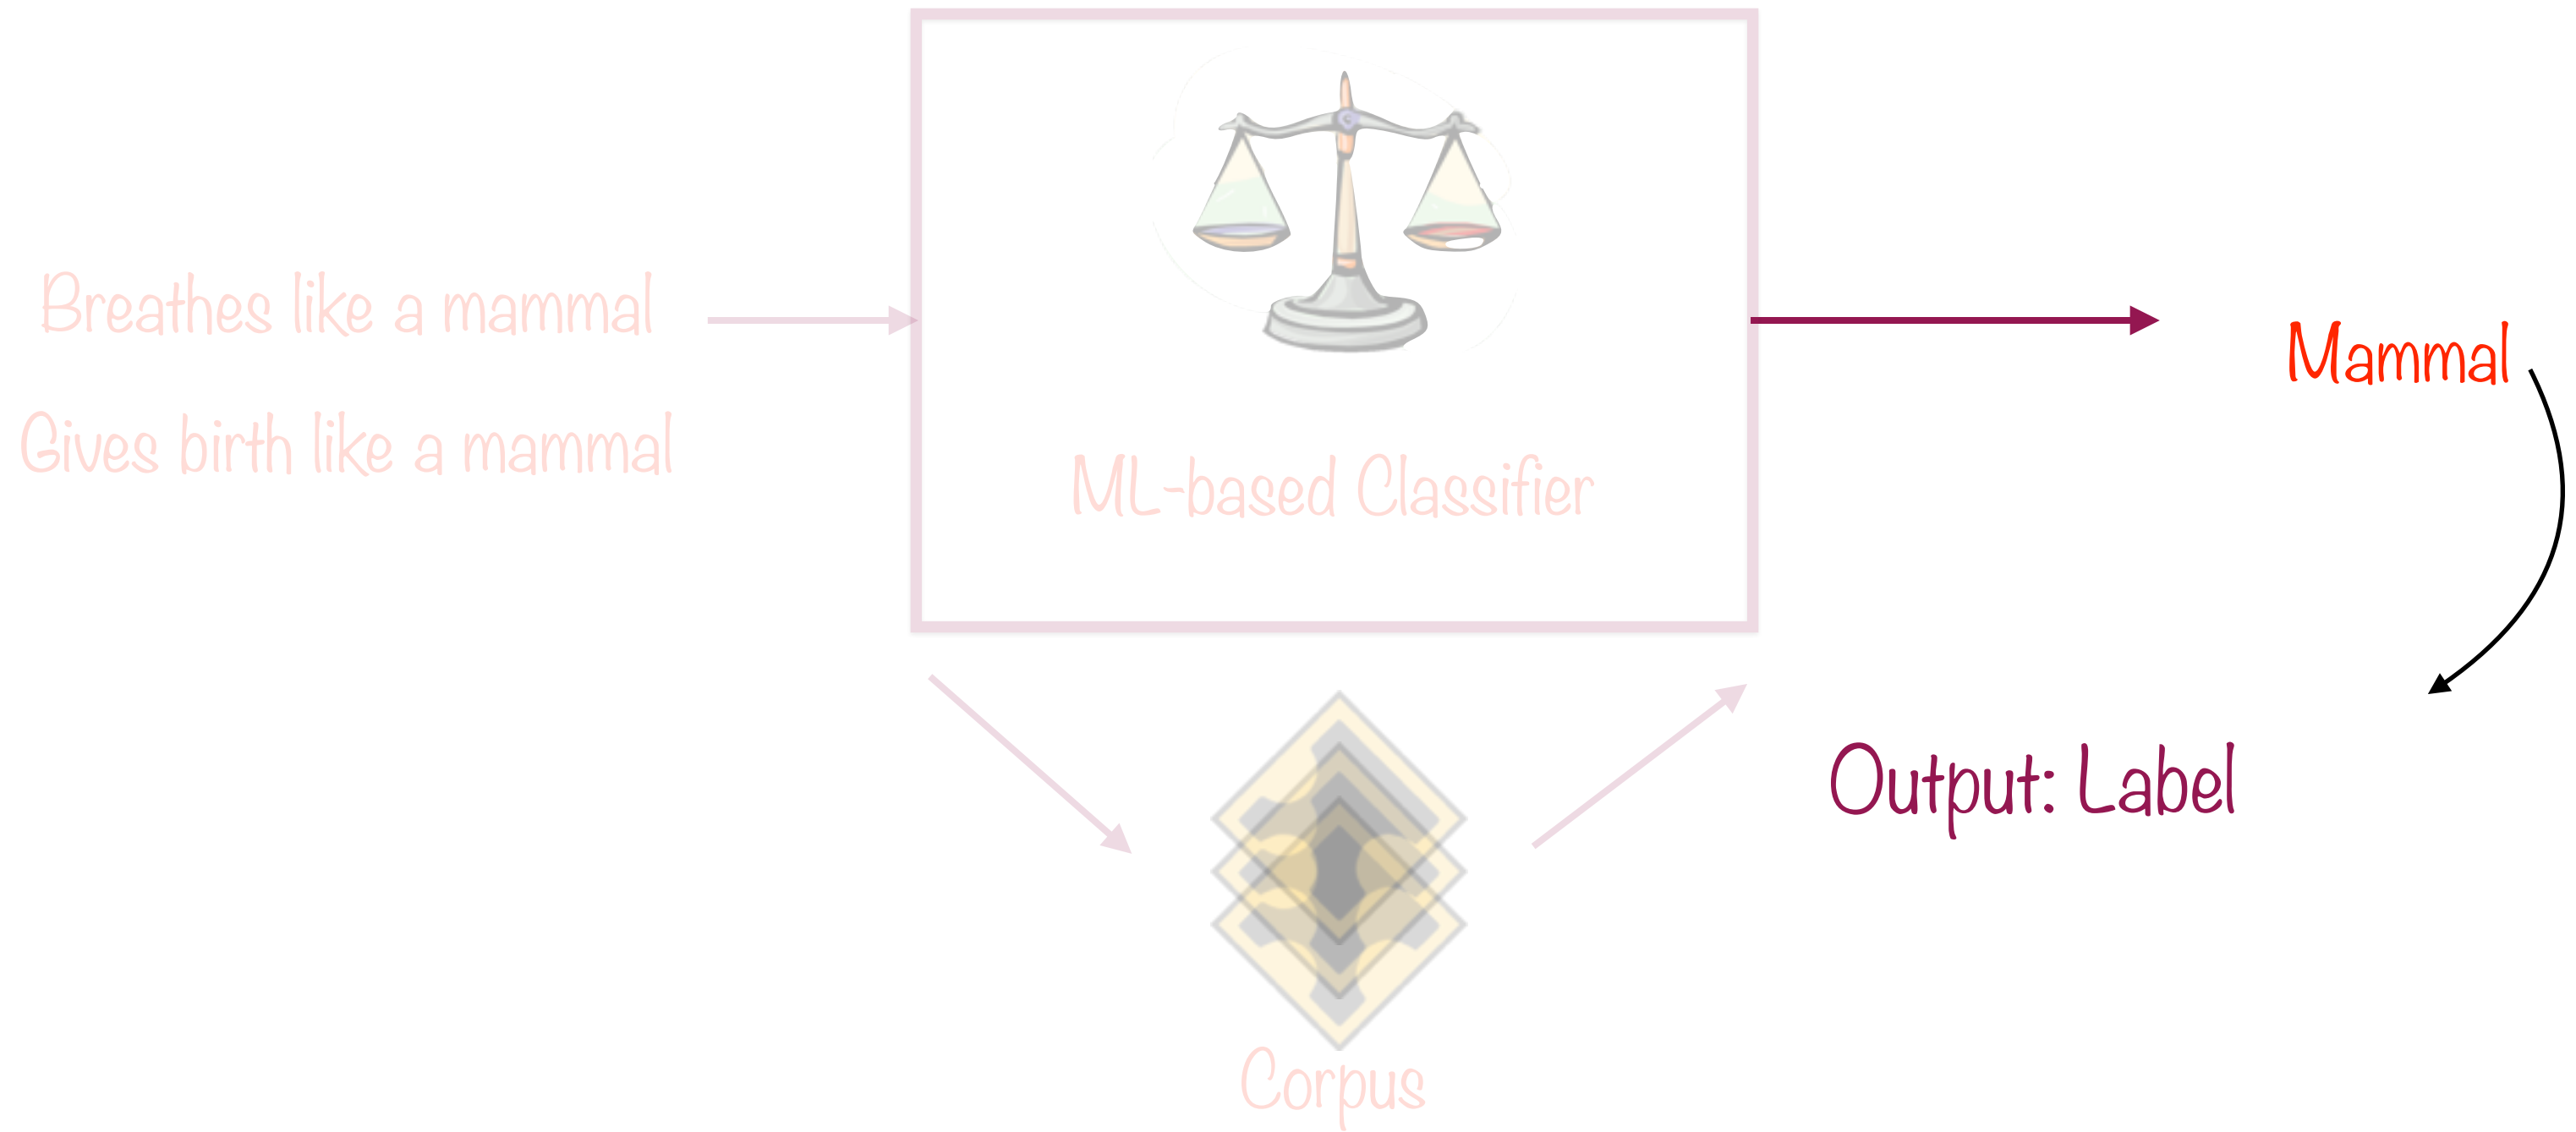 Breathes like a mammal
Gives birth like a mammal
ML-based Classifier
Mammal
Output: Label
Corpus